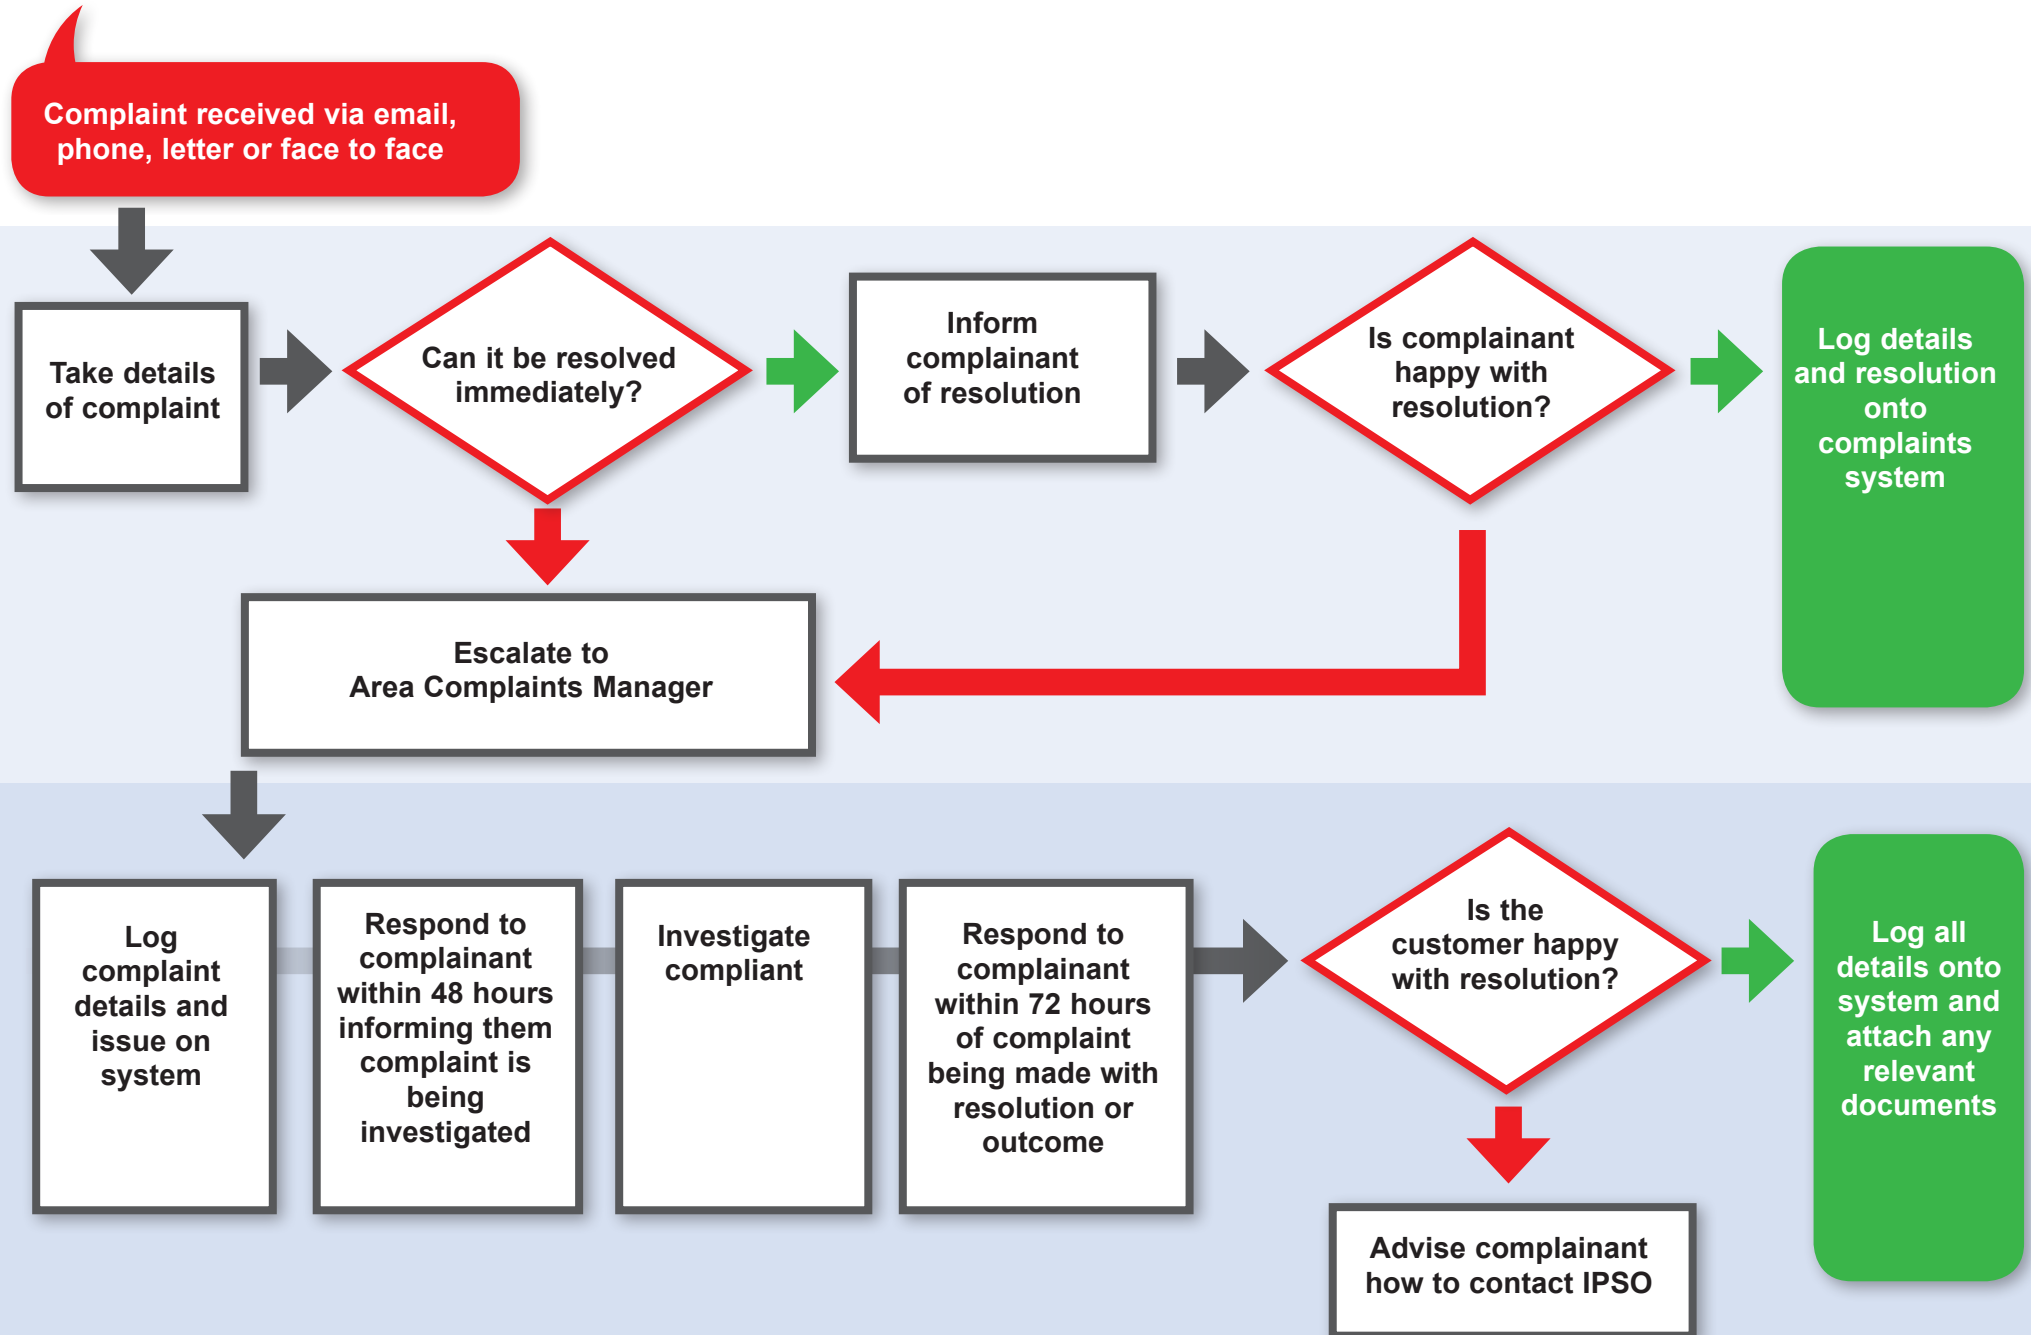 Complaint received via email,
phone, letter or face to face
Take details
of complaint
Can it be resolved
immediately?
Inform
complainant
of resolution
Is complainant
happy with
resolution?
Log details
and resolution
onto
complaints
system
Escalate to
Area Complaints Manager
Log
complaint
details and
issue on
system
Respond to
complainant
within 48 hours
informing them
complaint is
being
investigated
Investigate
compliant
Respond to
complainant
within 72 hours
of complaint
being made with
resolution or
outcome
Is the
customer happy
with resolution?
Log all
details onto
system and
attach any
relevant
documents
Advise complainant
how to contact IPSO